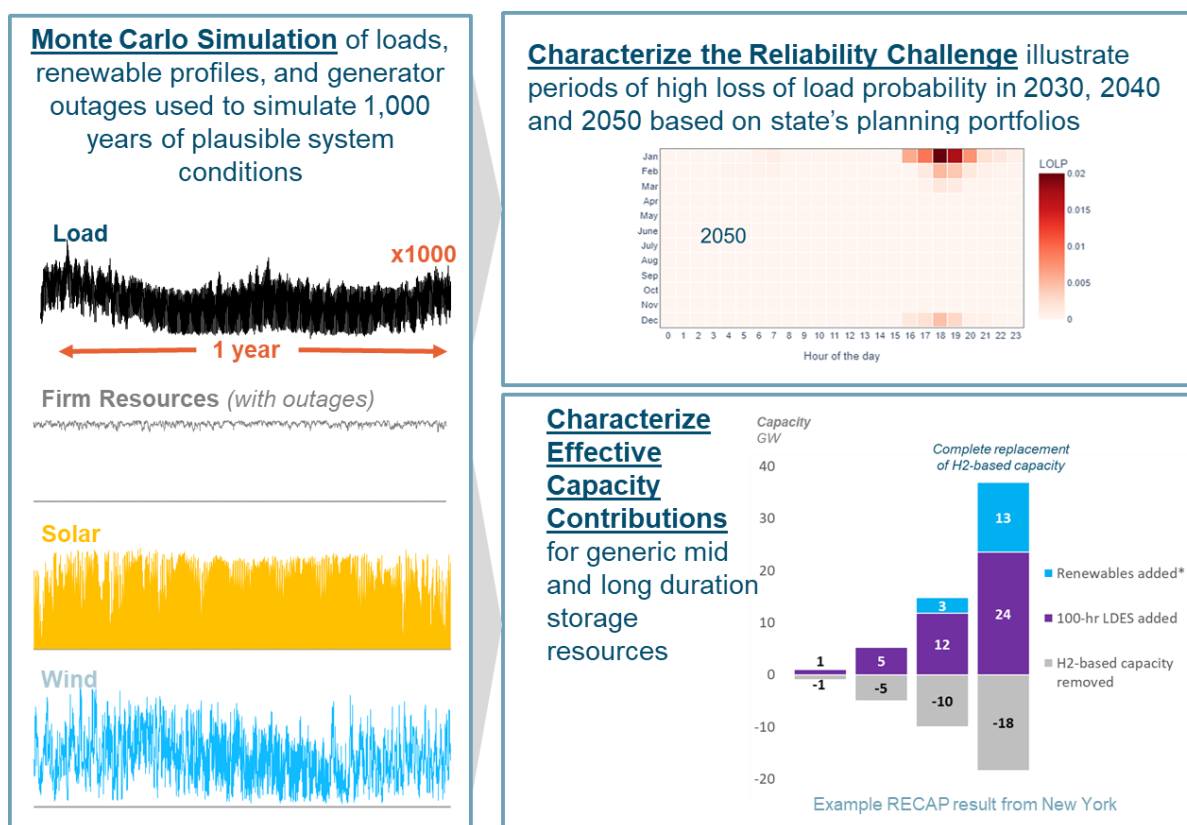 Monte Carlo Simulation of loads,
renewable profiles, and generator
outages used to simulate 1,000
years of plausible system
conditions
Load
x1000
1 year
Firm Resources (with outages)
Solar
Wind
Characterize the Reliability Challenge illustrate
periods of high loss of load probability in 2030, 2040
and 2050 based on state's planning portfolios
Jan
Feb
Mar
Apr
May
June
July
Aug
Sep
Oct
Nov
Dec
2050
0 1 2 3 4 5 6 7 8 9 10 11 12 13 14 15 16 17 18 19 20 21 22 23
Hour of the day
LOLP
0.02
0.015
0.01
0.005
0
Characterize
Effective
Capacity
Contributions
for generic mid
and long duration
storage
resources
Capacity
GW
40
30
20
10
0
-10
-20
Complete replacement
of H2-based capacity
1
-1
5
-5
3
12
-10
13
24
-18
Renewables added*
100-hr LDES added
H2-based capacity
removed
Example RECAP result from New York